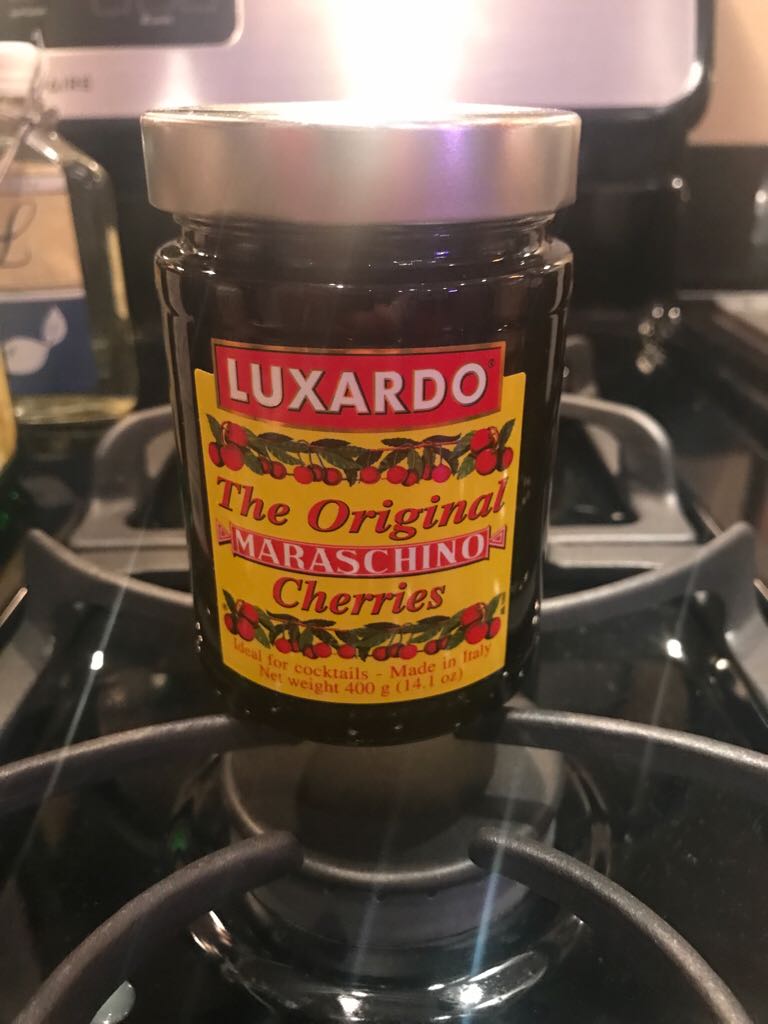 LUXARDO®
The Original
MARASCHINO
Cherries
Ideal for cocktails - Made in Italy
Net weight 400 g (14.1 oz)